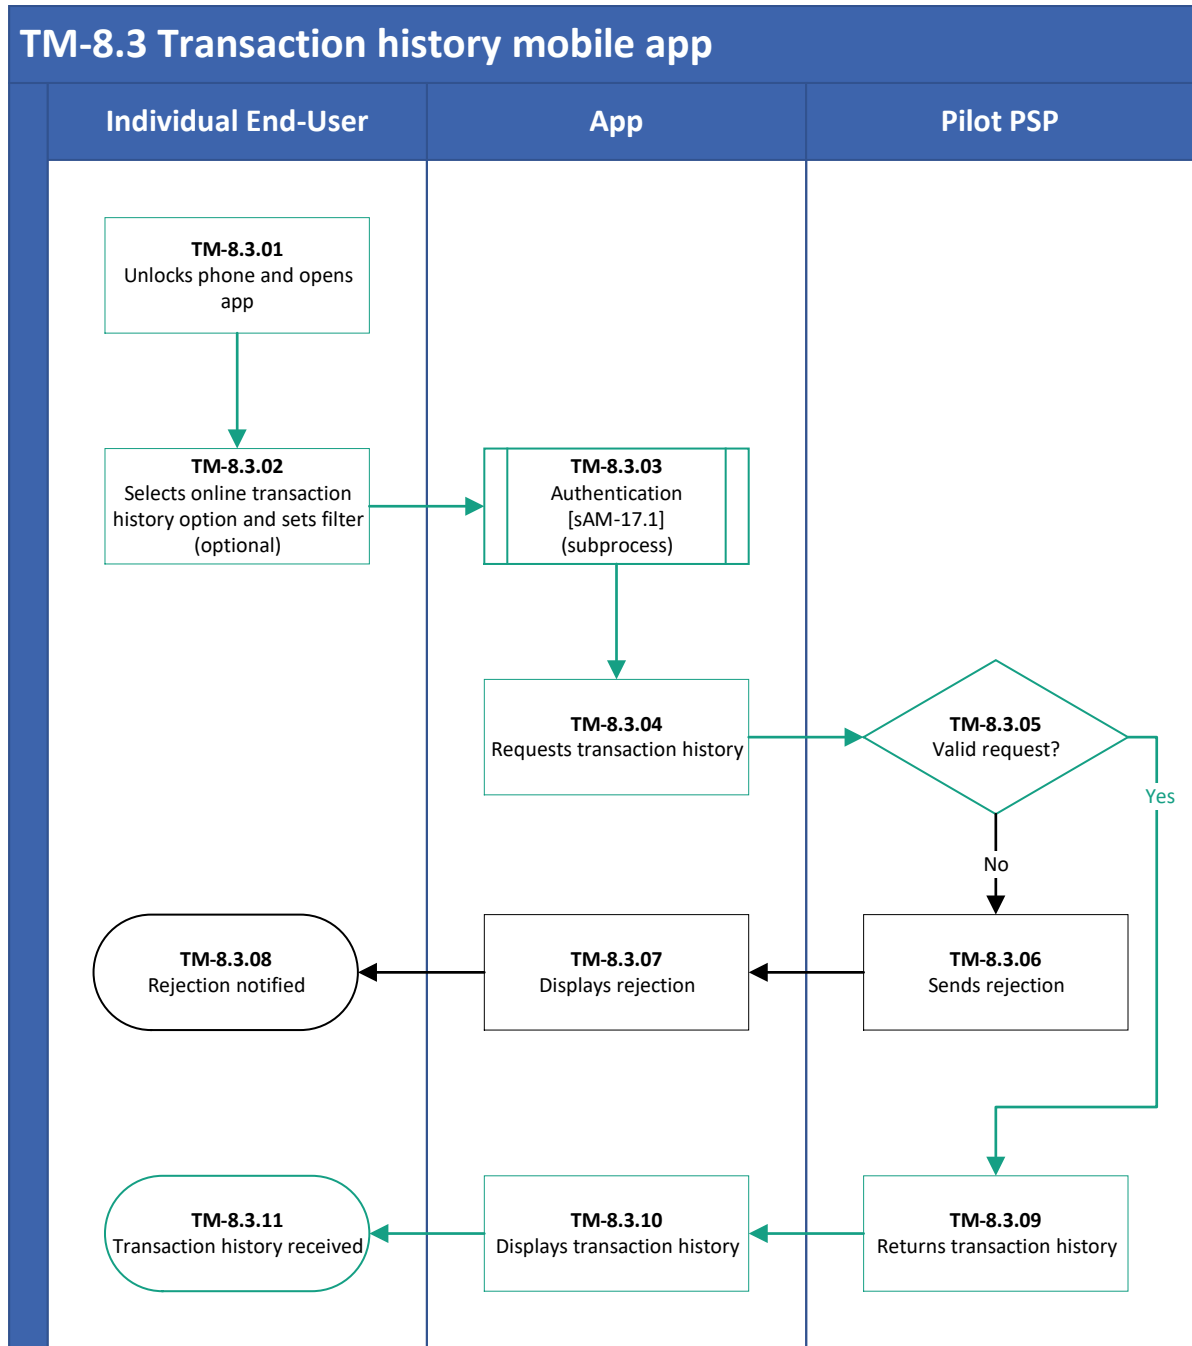 TM-8.3 Transaction history mobile app
Individual End-User
App
Pilot PSP
TM-8.3.01
Unlocks phone and opens
app
TM-8.3.02
Selects online transaction
history option and sets filter
(optional)
TM-8.3.03
Authentication
[sAM-17.1]
(subprocess)
TM-8.3.04
Requests transaction history
TM-8.3.05
Valid request?
Yes
No
TM-8.3.08
Rejection notified
TM-8.3.07
Displays rejection
TM-8.3.06
Sends rejection
TM-8.3.11
Transaction history received
TM-8.3.10
Displays transaction history
TM-8.3.09
Returns transaction history